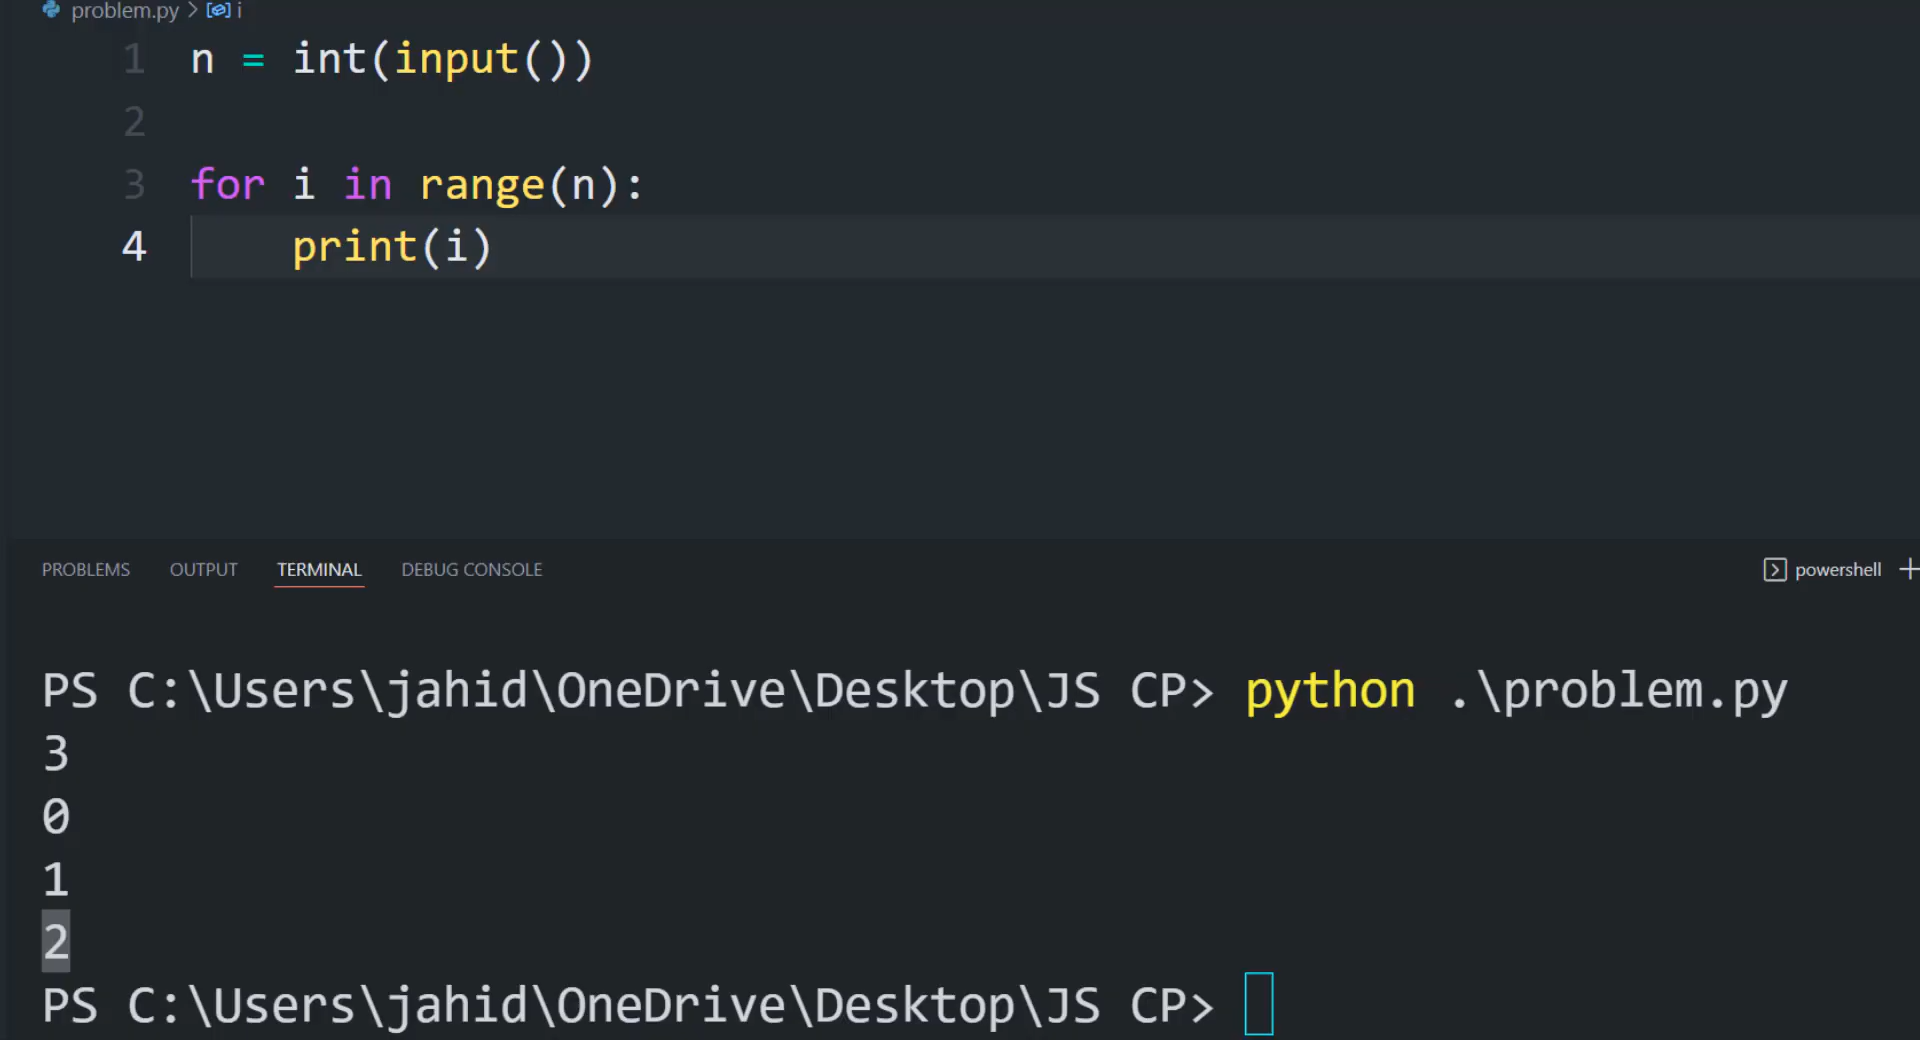 problem.py > i
1 n = int(input())
2
3 for i in range(n):
4     print(i)
PROBLEMS OUTPUT TERMINAL DEBUG CONSOLE powershell +
PS C:\Users\jahid\OneDrive\Desktop\JS CP> python .\problem.py
3
0
1
2
PS C:\Users\jahid\OneDrive\Desktop\JS CP>